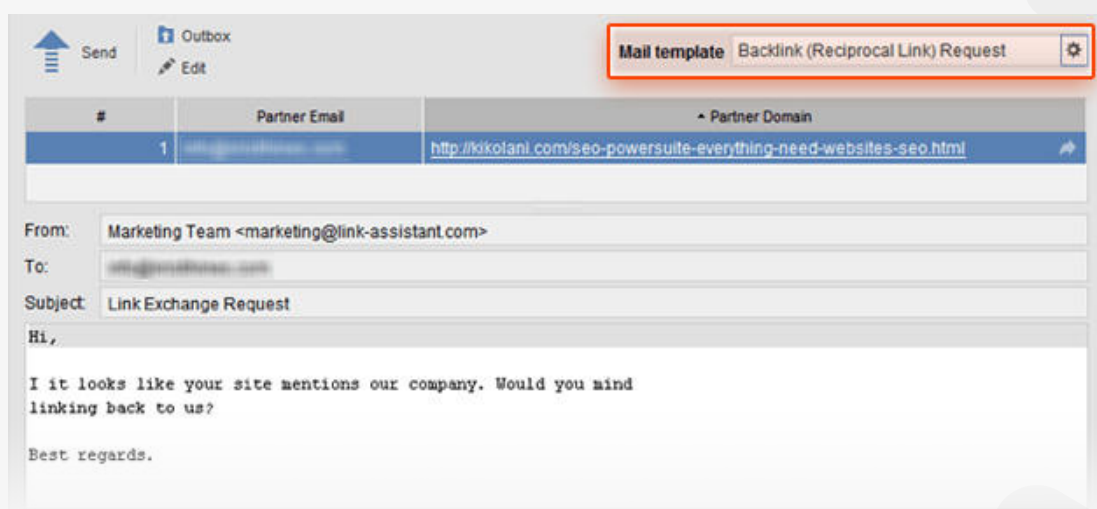 Send
Outbox
Edit
Mail template Backlink (Reciprocal Link) Request
# Partner Email Partner Domain
1 http://kikolani.com/seo-powersuite-everything-need-websites-seo.html
From: Marketing Team <marketing@link-assistant.com>
To:
Subject: Link Exchange Request
Hi,
I it looks like your site mentions our company. Would you mind
linking back to us?
Best regards.